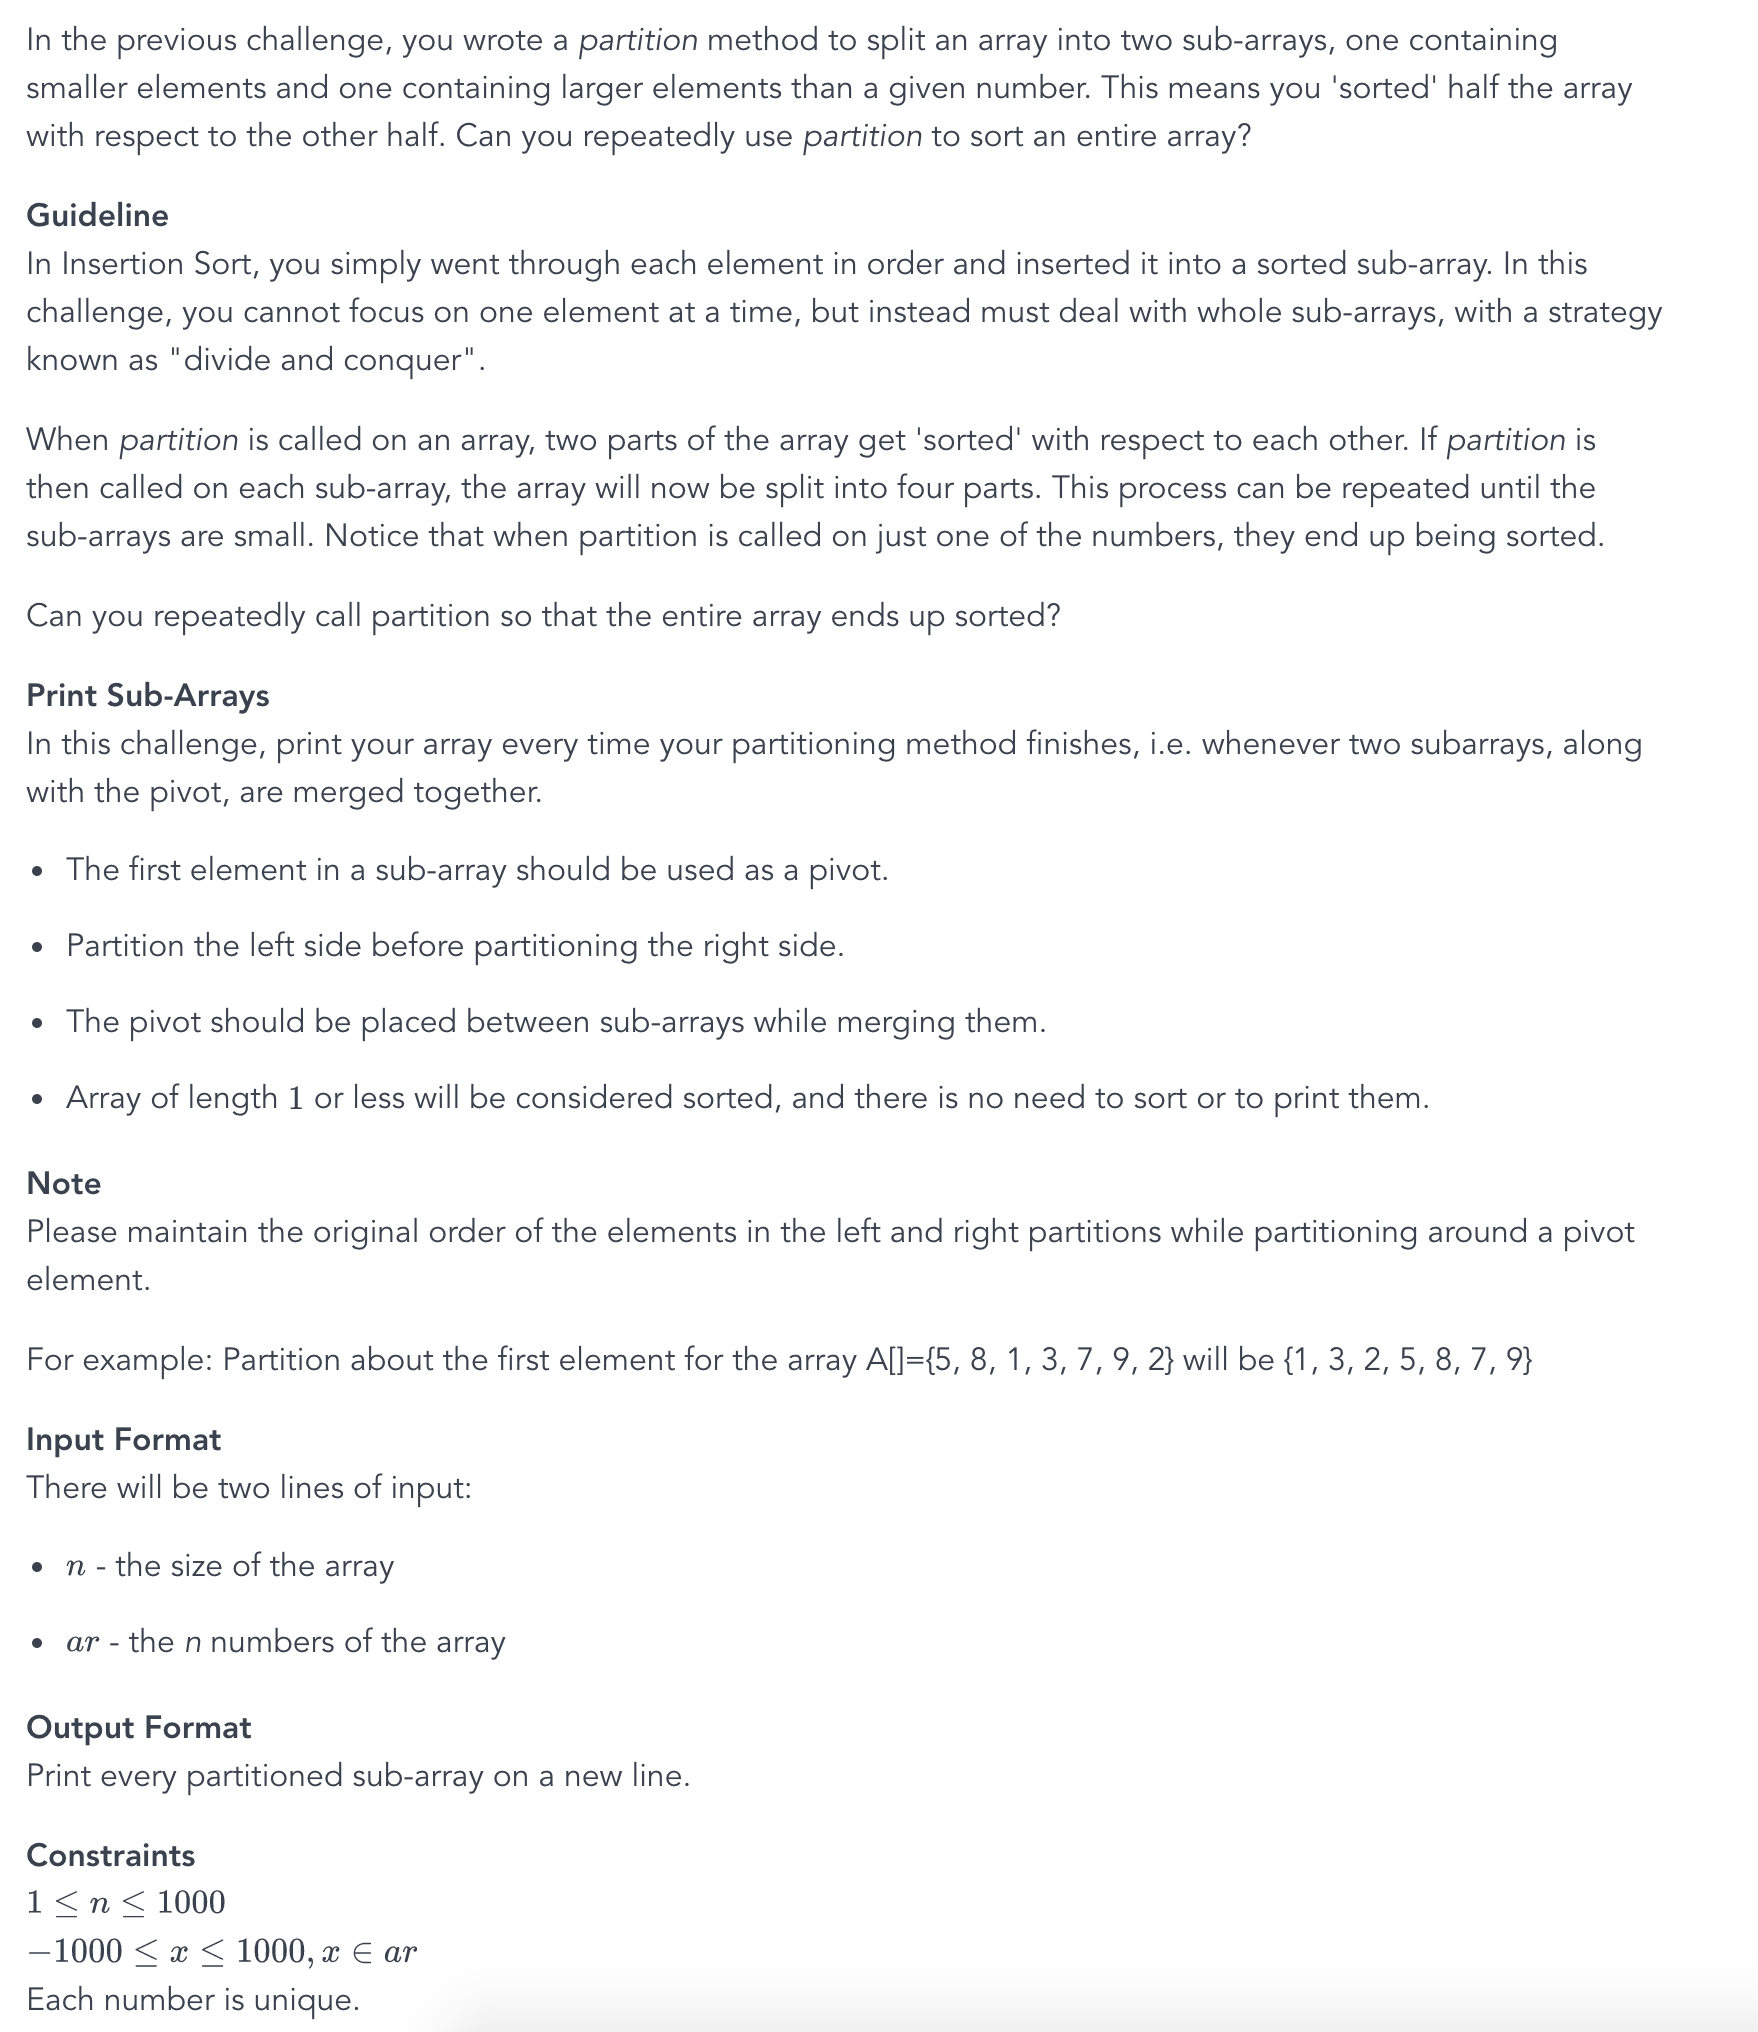 In the previous challenge, you wrote a partition method to split an array into two sub-arrays, one containing
smaller elements and one containing larger elements than a given number. This means you 'sorted' half the array
with respect to the other half. Can you repeatedly use partition to sort an entire array?
Guideline
In Insertion Sort, you simply went through each element in order and inserted it into a sorted sub-array. In this
challenge, you cannot focus on one element at a time, but instead must deal with whole sub-arrays, with a strategy
known as "divide and conquer".
When partition is called on an array, two parts of the array get 'sorted' with respect to each other. If partition is
then called on each sub-array, the array will now be split into four parts. This process can be repeated until the
sub-arrays are small. Notice that when partition is called on just one of the numbers, they end up being sorted.
Can you repeatedly call partition so that the entire array ends up sorted?
Print Sub-Arrays
In this challenge, print your array every time your partitioning method finishes, i.e. whenever two subarrays, along
with the pivot, are merged together.
• The first element in a sub-array should be used as a pivot.
• Partition the left side before partitioning the right side.
• The pivot should be placed between sub-arrays while merging them.
• Array of length 1 or less will be considered sorted, and there is no need to sort or to print them.
Note
Please maintain the original order of the elements in the left and right partitions while partitioning around a pivot
element.
For example: Partition about the first element for the array A[]={5, 8, 1, 3, 7, 9, 2} will be {1, 3, 2, 5, 8, 7, 9}
Input Format
There will be two lines of input:
• n - the size of the array
• ar - the n numbers of the array
Output Format
Print every partitioned sub-array on a new line.
Constraints
1 ≤ n ≤ 1000
−1000 ≤ x ≤ 1000, x ∈ ar
Each number is unique.